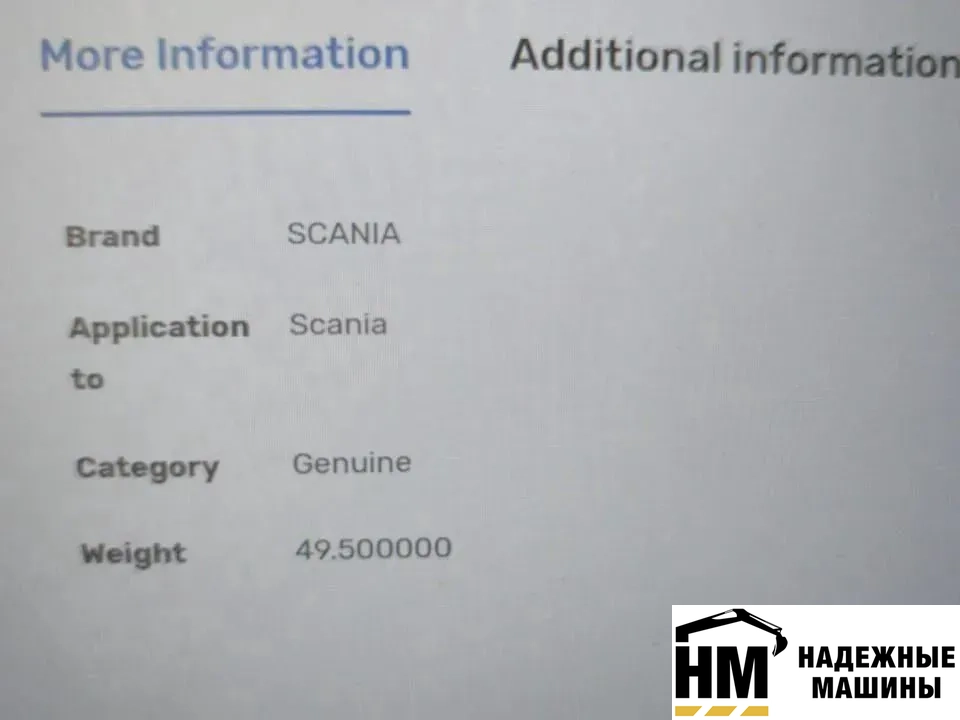 More Information
Additional information
Brand SCANIA
Application Scania
to
Category Genuine
Weight 49.500000
НМ НАДЕЖНЫЕ
МАШИНЫ